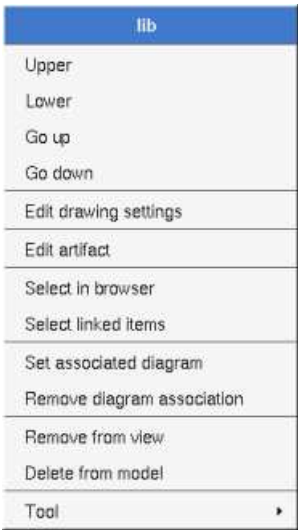 lib
Upper
Lower
Go up
Go down
Edit drawing settings
Edit artifact
Select in browser
Select linked items
Set associated diagram
Remove diagram association
Remove from view
Delete from model
Tool